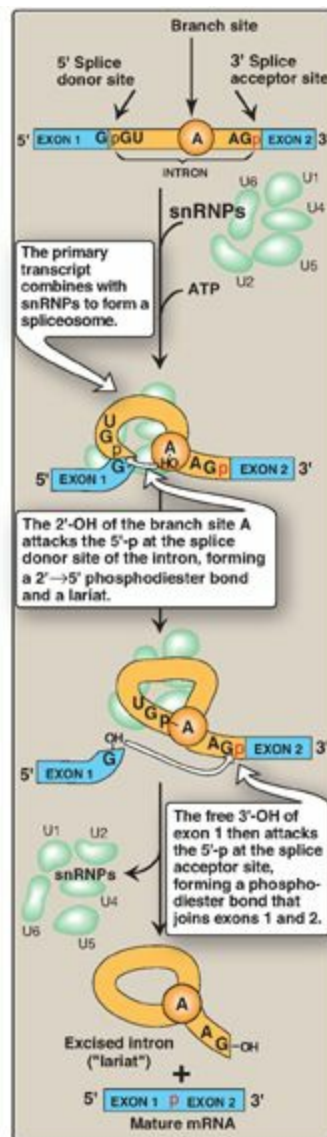 Branch site
5' Splice
donor site
3' Splice
acceptor site
5' EXON 1 G pGU A AGp EXON 2 3'
INTRON
snRNPs
U6
U1
U4
U5
U2
ATP
The primary
transcript
combines with
snRNPs to form a
spliceosome.
U
G
p
G
A
HO
AGp EXON 2 3'
5' EXON 1
The 2'-OH of the branch site A
attacks the 5'-p at the splice
donor site of the intron, forming
a 2'→5' phosphodiester bond
and a lariat.
UGp-A
AGp EXON 2 3'
OH
G
5' EXON 1
The free 3'-OH of
exon 1 then attacks
the 5'-p at the splice
acceptor site,
forming a phospho-
diester bond that
joins exons 1 and 2.
U1 U2
snRNPs
U4
U6
U5
A
AG-OH
Excised intron
("lariat")
+
5' EXON 1 p EXON 2 3'
Mature mRNA